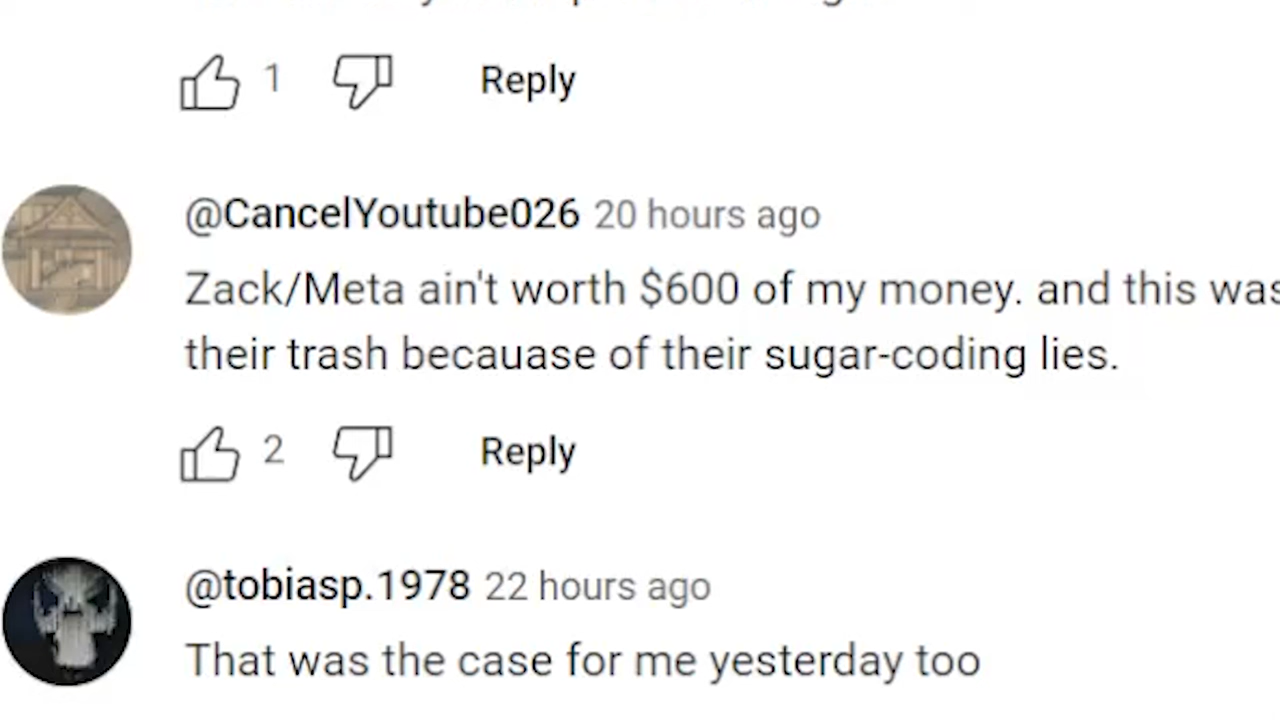 1 Reply
@CancelYoutube026 20 hours ago
Zack/Meta ain't worth $600 of my money. and this was
their trash becauase of their sugar-coding lies.
2 Reply
@tobiasp.1978 22 hours ago
That was the case for me yesterday too